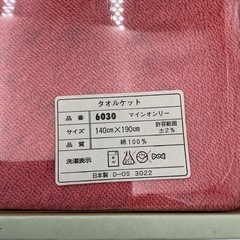 タオルケット
品番 6030 マインオンリー
サイズ 140cm×190cm 許容範囲 ±2%
品質 綿100%
洗濯表示
日本製 D-OS 3022